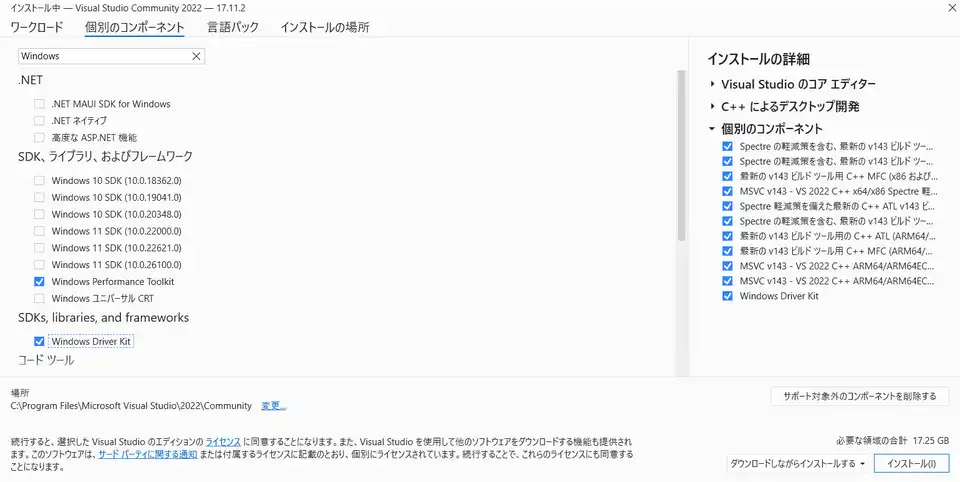 インストール中 — Visual Studio Community 2022 — 17.11.2
ワークロード 個別のコンポーネント 言語パック インストールの場所
Windows
.NET
.NET MAUI SDK for Windows
.NET ネイティブ
高度な ASP.NET 機能
SDK、ライブラリ、およびフレームワーク
Windows 10 SDK (10.0.18362.0)
Windows 10 SDK (10.0.19041.0)
Windows 10 SDK (10.0.20348.0)
Windows 11 SDK (10.0.22000.0)
Windows 11 SDK (10.0.22621.0)
Windows 11 SDK (10.0.26100.0)
Windows Performance Toolkit
Windows ユニバーサル CRT
SDKs, libraries, and frameworks
Windows Driver Kit
コード ツール
インストールの詳細
Visual Studio のコア エディター
C++ によるデスクトップ開発
個別のコンポーネント
Spectre の軽減策を含む、最新の v143 ビルド ツー...
Spectre の軽減策を含む、最新の v143 ビルド ツー...
最新の v143 ビルド ツール用 C++ MFC (x86 および...
MSVC v143 - VS 2022 C++ x64/x86 Spectre 軽...
Spectre 軽減策を備えた最新の C++ ATL v143 ビ...
Spectre の軽減策を含む、最新の v143 ビルド ツー...
最新の v143 ビルド ツール用の C++ ATL (ARM64/...
最新の v143 ビルド ツール用 C++ MFC (ARM64/...
MSVC v143 - VS 2022 C++ ARM64/ARM64EC...
MSVC v143 - VS 2022 C++ ARM64/ARM64EC...
Windows Driver Kit
場所
C:\Program Files\Microsoft Visual Studio\2022\Community 変更...
サポート対象外のコンポーネントを削除する
続行すると、選択した Visual Studio のエディションの ライセンス に同意することになります。また、Visual Studio を使用して他のソフトウェアをダウンロードする機能も提供され
ます。このソフトウェアは、サード パーティに関する通知 または付属するライセンスに記載のとおり、個別にライセンスされています。続行することで、これらのライセンスにも同意する
ことになります。
必要な領域の合計 17.25 GB
ダウンロードしながらインストールする インストール(I)